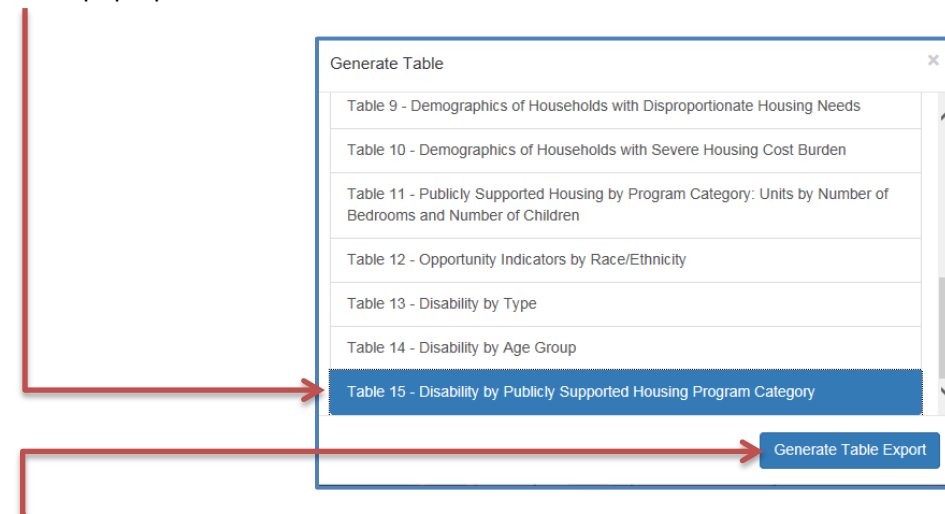 Generate Table ×
Table 9 - Demographics of Households with Disproportionate Housing Needs
Table 10 - Demographics of Households with Severe Housing Cost Burden
Table 11 - Publicly Supported Housing by Program Category: Units by Number of
Bedrooms and Number of Children
Table 12 - Opportunity Indicators by Race/Ethnicity
Table 13 - Disability by Type
Table 14 - Disability by Age Group
Table 15 - Disability by Publicly Supported Housing Program Category
Generate Table Export